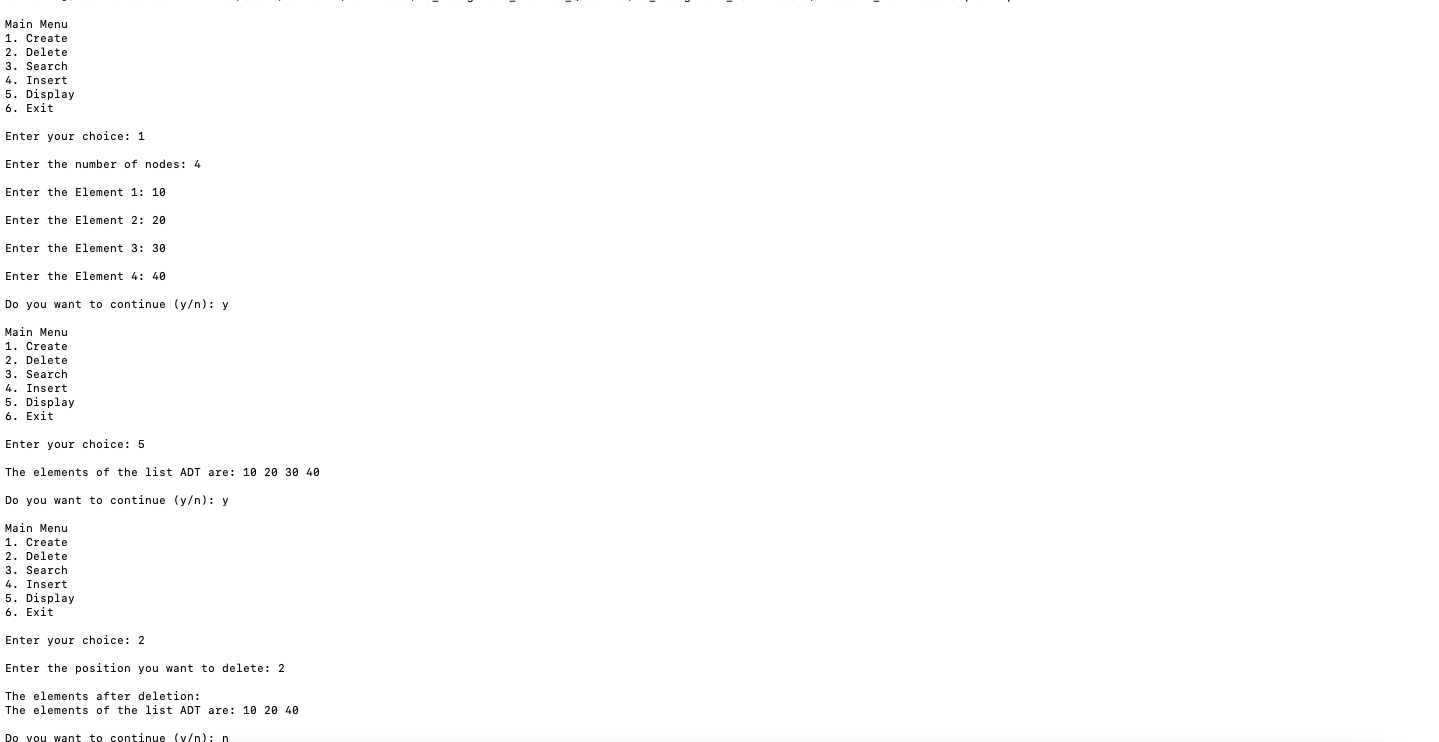 Main Menu
1. Create
2. Delete
3. Search
4. Insert
5. Display
6. Exit
Enter your choice: 1
Enter the number of nodes: 4
Enter the Element 1: 10
Enter the Element 2: 20
Enter the Element 3: 30
Enter the Element 4: 40
Do you want to continue (y/n): y
Main Menu
1. Create
2. Delete
3. Search
4. Insert
5. Display
6. Exit
Enter your choice: 5
The elements of the list ADT are: 10 20 30 40
Do you want to continue (y/n): y
Main Menu
1. Create
2. Delete
3. Search
4. Insert
5. Display
6. Exit
Enter your choice: 2
Enter the position you want to delete: 2
The elements after deletion:
The elements of the list ADT are: 10 20 40
Do you want to continue (y/n): n